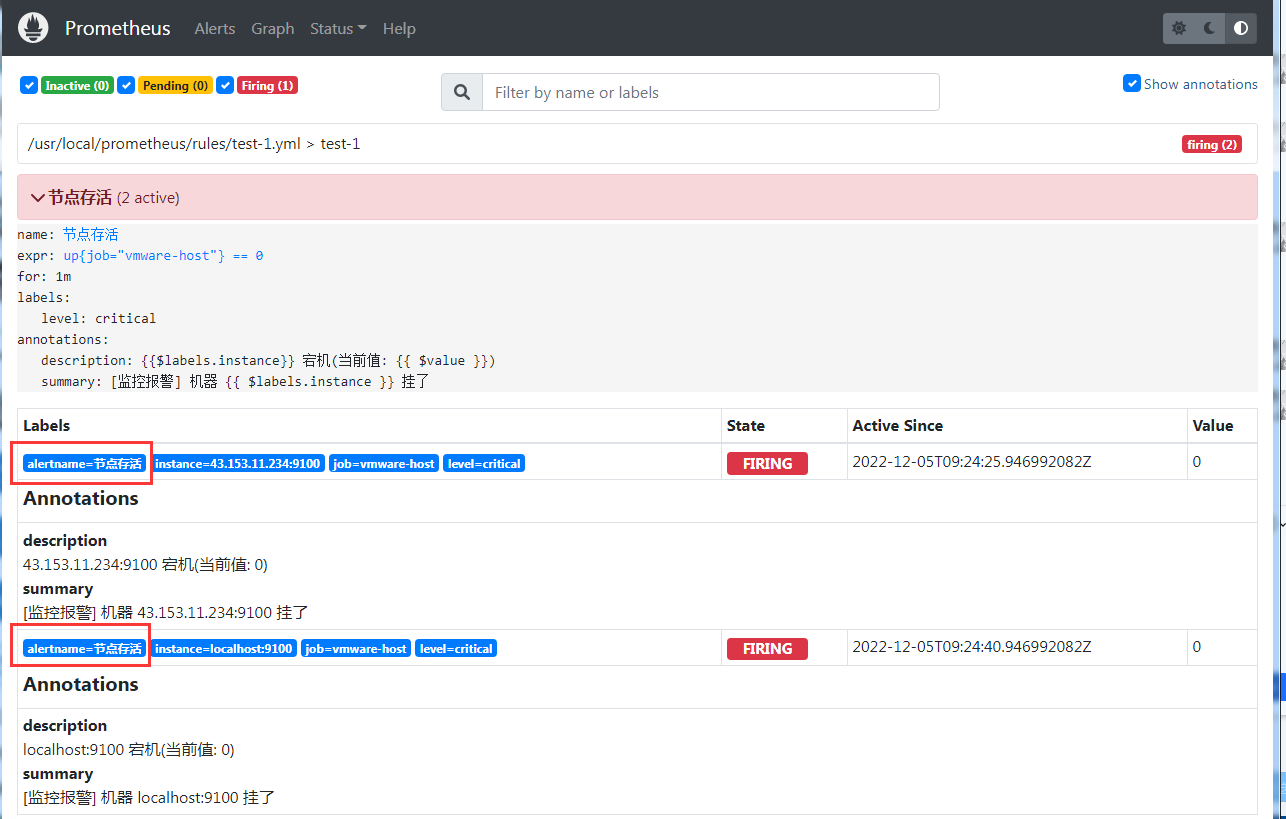 Prometheus Alerts Graph Status Help
Inactive (0) Pending (0) Firing (1) Filter by name or labels Show annotations
/usr/local/prometheus/rules/test-1.yml > test-1 firing (2)
节点存活 (2 active)
name: 节点存活
expr: up{job="vmware-host"} == 0
for: 1m
labels:
level: critical
annotations:
description: {{$labels.instance}} 宕机(当前值: {{ $value }})
summary: [监控报警] 机器 {{ $labels.instance }} 挂了
Labels State Active Since Value
alertname=节点存活 instance=43.153.11.234:9100 job=vmware-host level=critical FIRING 2022-12-05T09:24:25.946992082Z 0
Annotations
description
43.153.11.234:9100 宕机(当前值: 0)
summary
[监控报警] 机器 43.153.11.234:9100 挂了
alertname=节点存活 instance=localhost:9100 job=vmware-host level=critical FIRING 2022-12-05T09:24:40.946992082Z 0
Annotations
description
localhost:9100 宕机(当前值: 0)
summary
[监控报警] 机器 localhost:9100 挂了